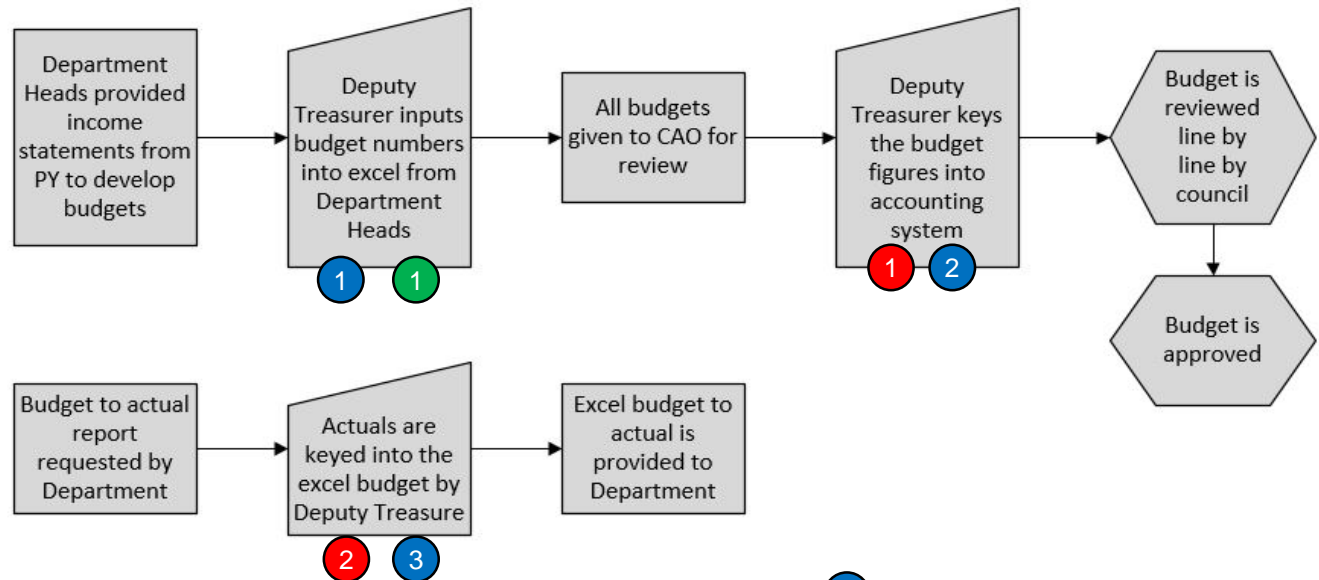 Department
Heads provided
income
statements from
PY to develop
budgets
Deputy
Treasurer inputs
budget numbers
into excel from
Department
Heads
1
1
All budgets
given to CAO for
review
Deputy
Treasurer keys
the budget
figures into
accounting
system
1
2
Budget is
reviewed
line by
line by
council
Budget is
approved
Budget to actual
report
requested by
Department
Actuals are
keyed into the
excel budget by
Deputy Treasure
2
3
Excel budget to
actual is
provided to
Department